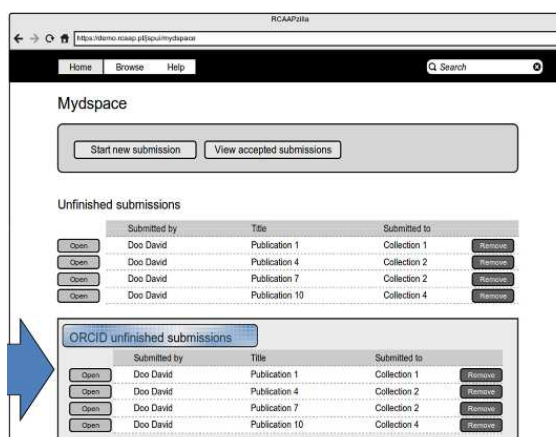 RCAAPzilla
https://demo.rcaap.pt/jspui/mydspace
Home Browse Help Search
Mydspace
Start new submission View accepted submissions
Unfinished submissions
Submitted by Title Submitted to
Open Doo David Publication 1 Collection 1 Remove
Open Doo David Publication 4 Collection 2 Remove
Open Doo David Publication 7 Collection 2 Remove
Open Doo David Publication 10 Collection 4 Remove
ORCID unfinished submissions
Submitted by Title Submitted to
Open Doo David Publication 1 Collection 1 Remove
Open Doo David Publication 4 Collection 2 Remove
Open Doo David Publication 7 Collection 2 Remove
Open Doo David Publication 10 Collection 4 Remove